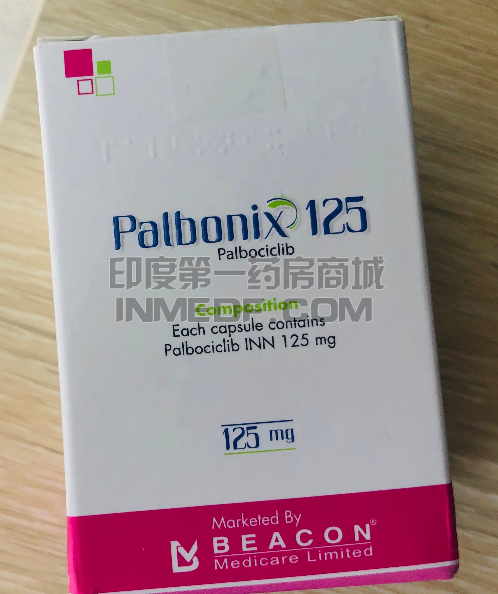 Palbonix 125
Palbociclib
印度第一药房商城
INMEDF.COM
Composition
Each capsule contains
Palbociclib INN 125 mg
125 mg
Marketed By
BEACON®
Medicare Limited